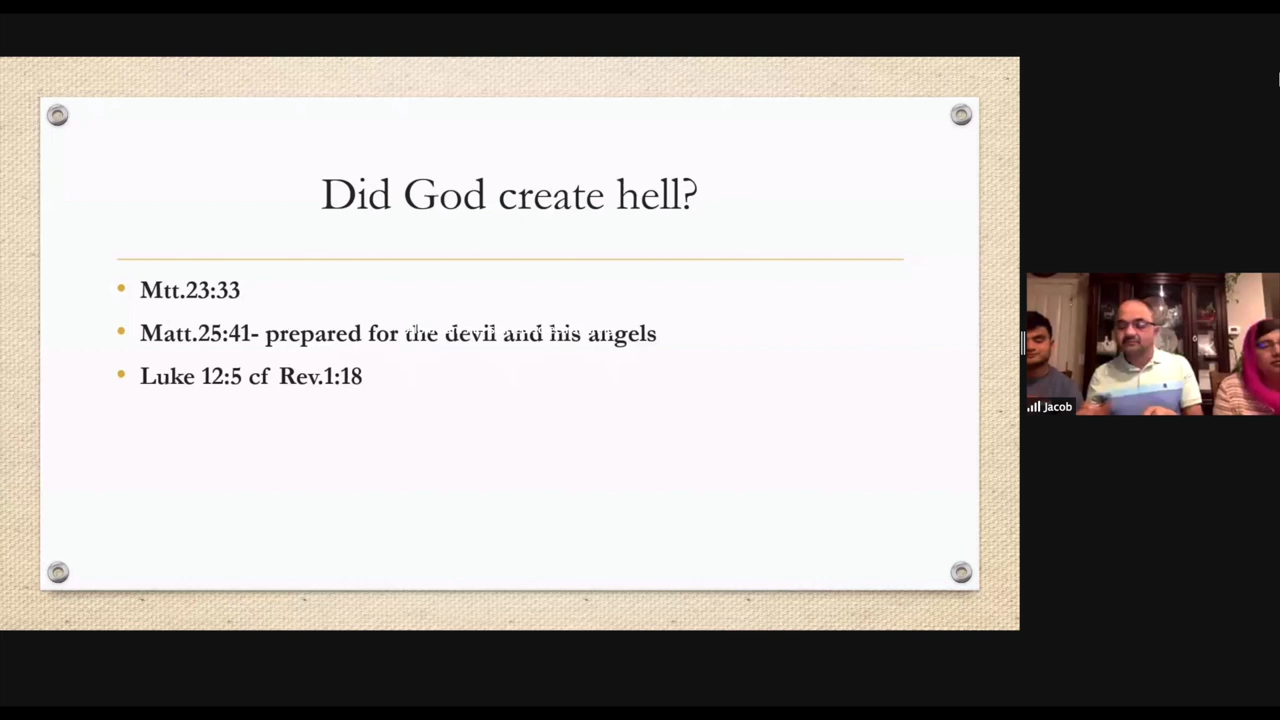 Did God create hell?
• Mtt.23:33
• Matt.25:41- prepared for the devil and his angels
• Luke 12:5 cf Rev.1:18
Jacob